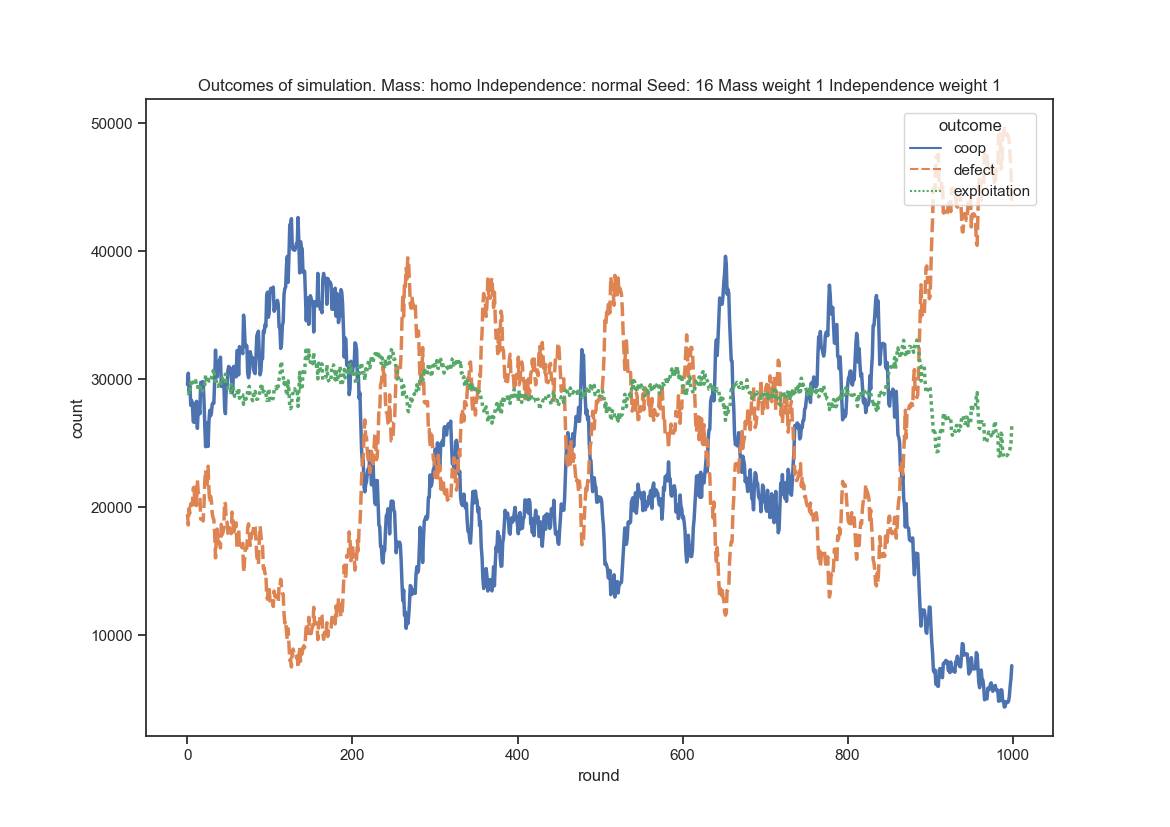 Outcomes of simulation. Mass: homo Independence: normal Seed: 16 Mass weight 1 Independence weight 1
50000
40000
30000
20000
10000
count
outcome
coop
defect
exploitation
0
200
400
600
800
1000
round